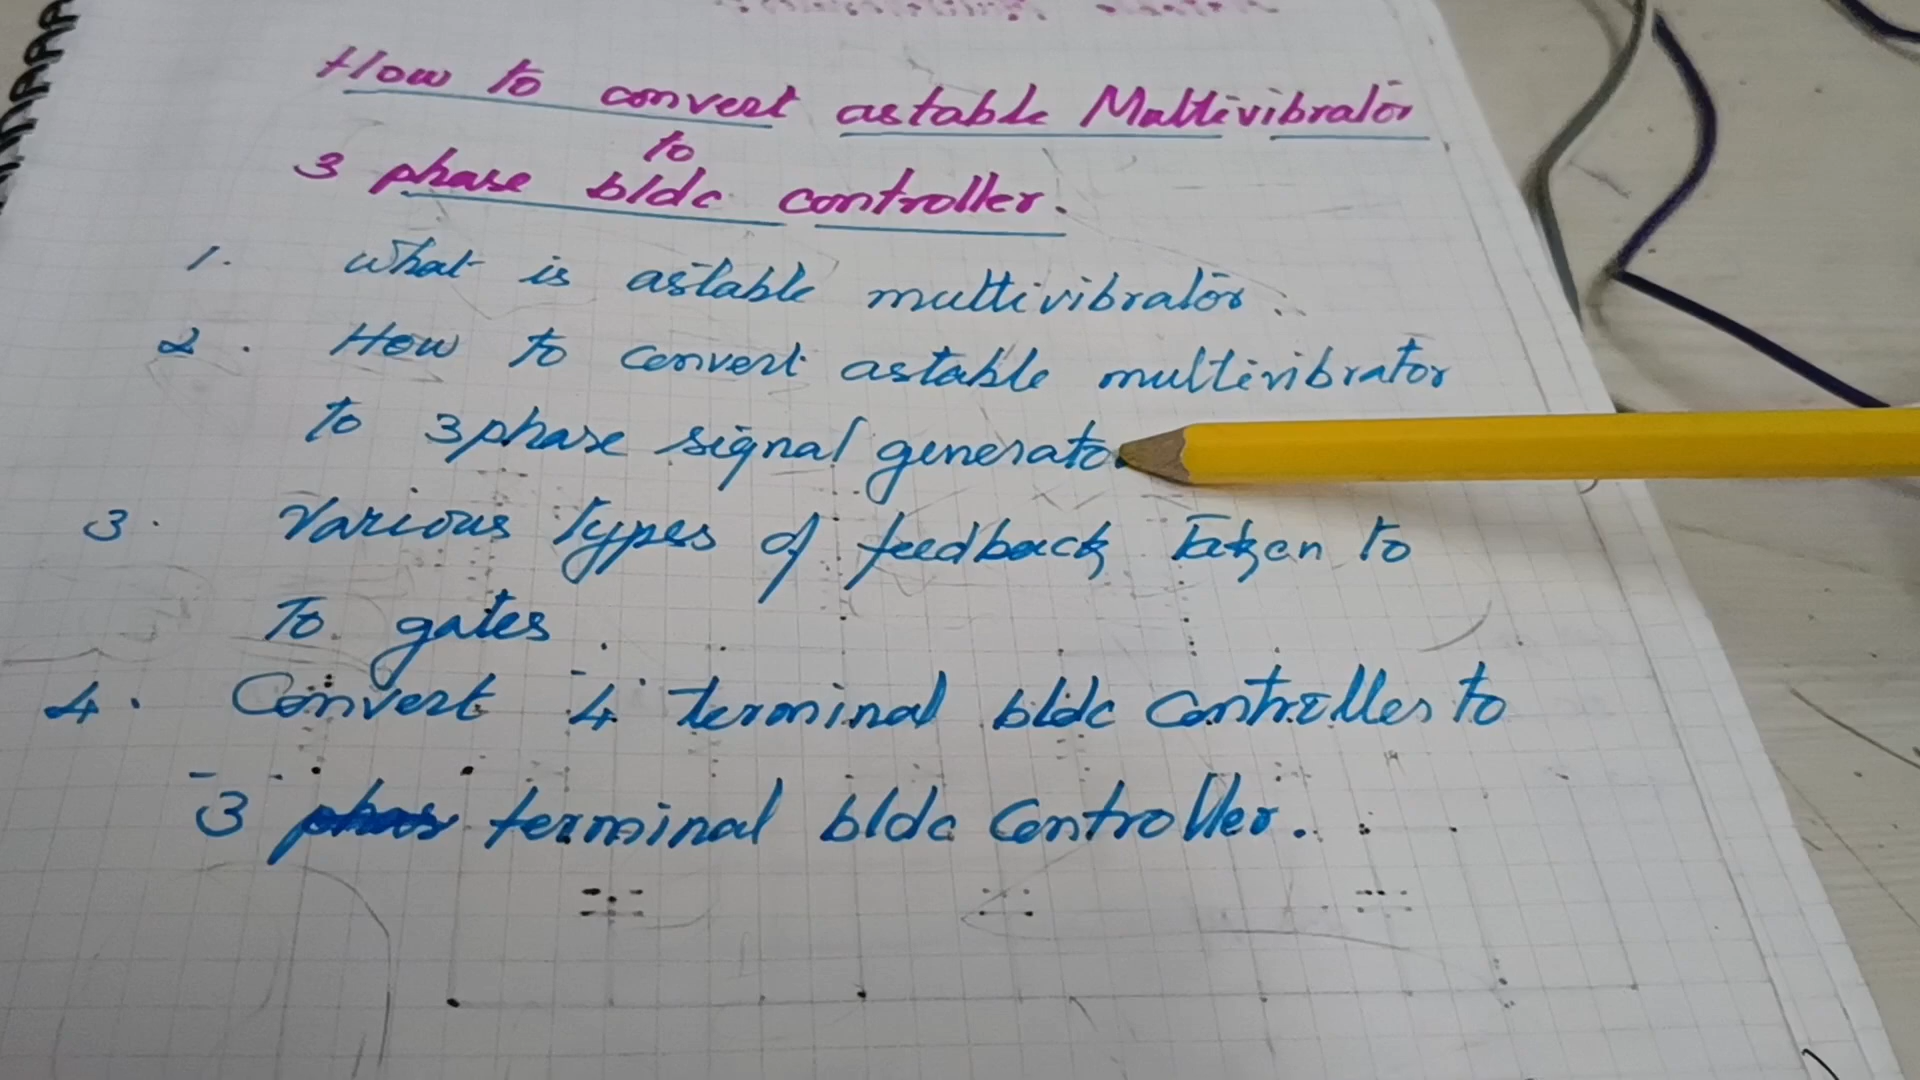 How to convert astable Multivibrator
to
3 phase bldc controller.
1. What is astable multivibrator.
2. How to convert astable multivibrator
to 3phase signal generator
3. Various types of feedback Taken to
To gates.
4. Convert 4 terminal bldc Controller to
3 terminal bldc Controller.